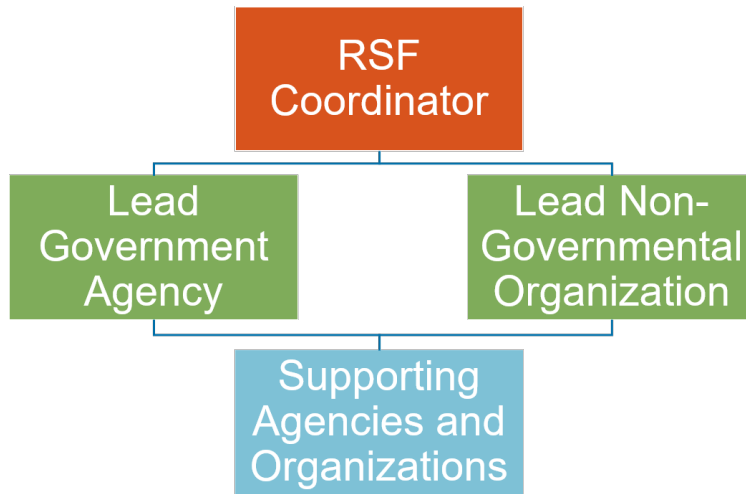 RSF
Coordinator
Lead
Government
Agency
Lead Non-
Governmental
Organization
Supporting
Agencies and
Organizations